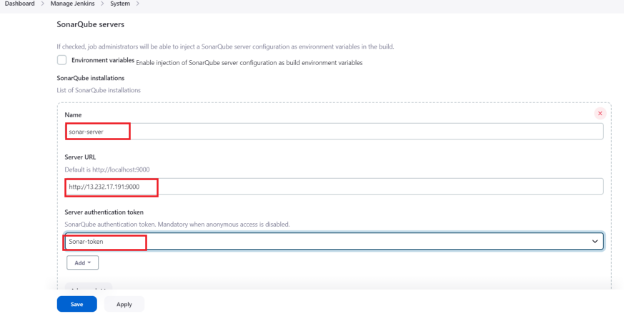 Dashboard > Manage Jenkins > System >
SonarQube servers
If checked, job administrators will be able to inject a SonarQube server configuration as environment variables in the build.
Environment variables Enable injection of SonarQube server configuration as build environment variables
SonarQube installations
List of SonarQube installations
Name
sonar-server
Server URL
Default is http://localhost:9000
http://13.232.17.191:9000
Server authentication token
SonarQube authentication token. Mandatory when anonymous access is disabled.
Sonar-token
Add
Save Apply